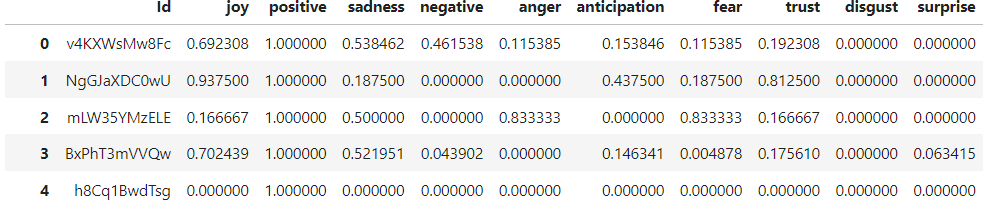 Id joy positive sadness negative anger anticipation fear trust disgust surprise
0 v4KXWsMw8Fc 0.692308 1.000000 0.538462 0.461538 0.115385 0.153846 0.115385 0.192308 0.000000 0.000000
1 NgGJaXDC0wU 0.937500 1.000000 0.187500 0.000000 0.000000 0.437500 0.187500 0.812500 0.000000 0.000000
2 mLW35YMzELE 0.166667 1.000000 0.500000 0.000000 0.833333 0.000000 0.833333 0.166667 0.000000 0.000000
3 BxPhT3mVVQw 0.702439 1.000000 0.521951 0.043902 0.000000 0.146341 0.004878 0.175610 0.000000 0.063415
4 h8Cq1BwdTsg 0.000000 1.000000 0.000000 0.000000 0.000000 0.000000 0.000000 0.000000 0.000000 0.000000